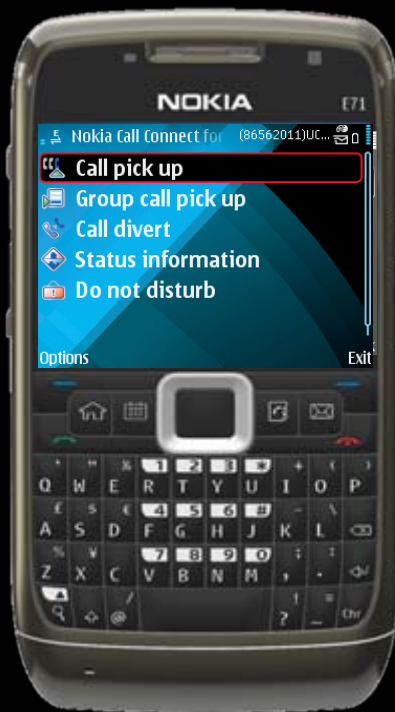 NOKIA
E71
Nokia Call Connect for (86562011)UC...
Call pick up
Group call pick up
Call divert
Status information
Do not disturb
Options Exit
1 2 3 *
Q W E R T Y U I O P
4 5 6 #
A S D F G H J K L
7 8 9 0
Z X C V B N M , .
@ ? Chr